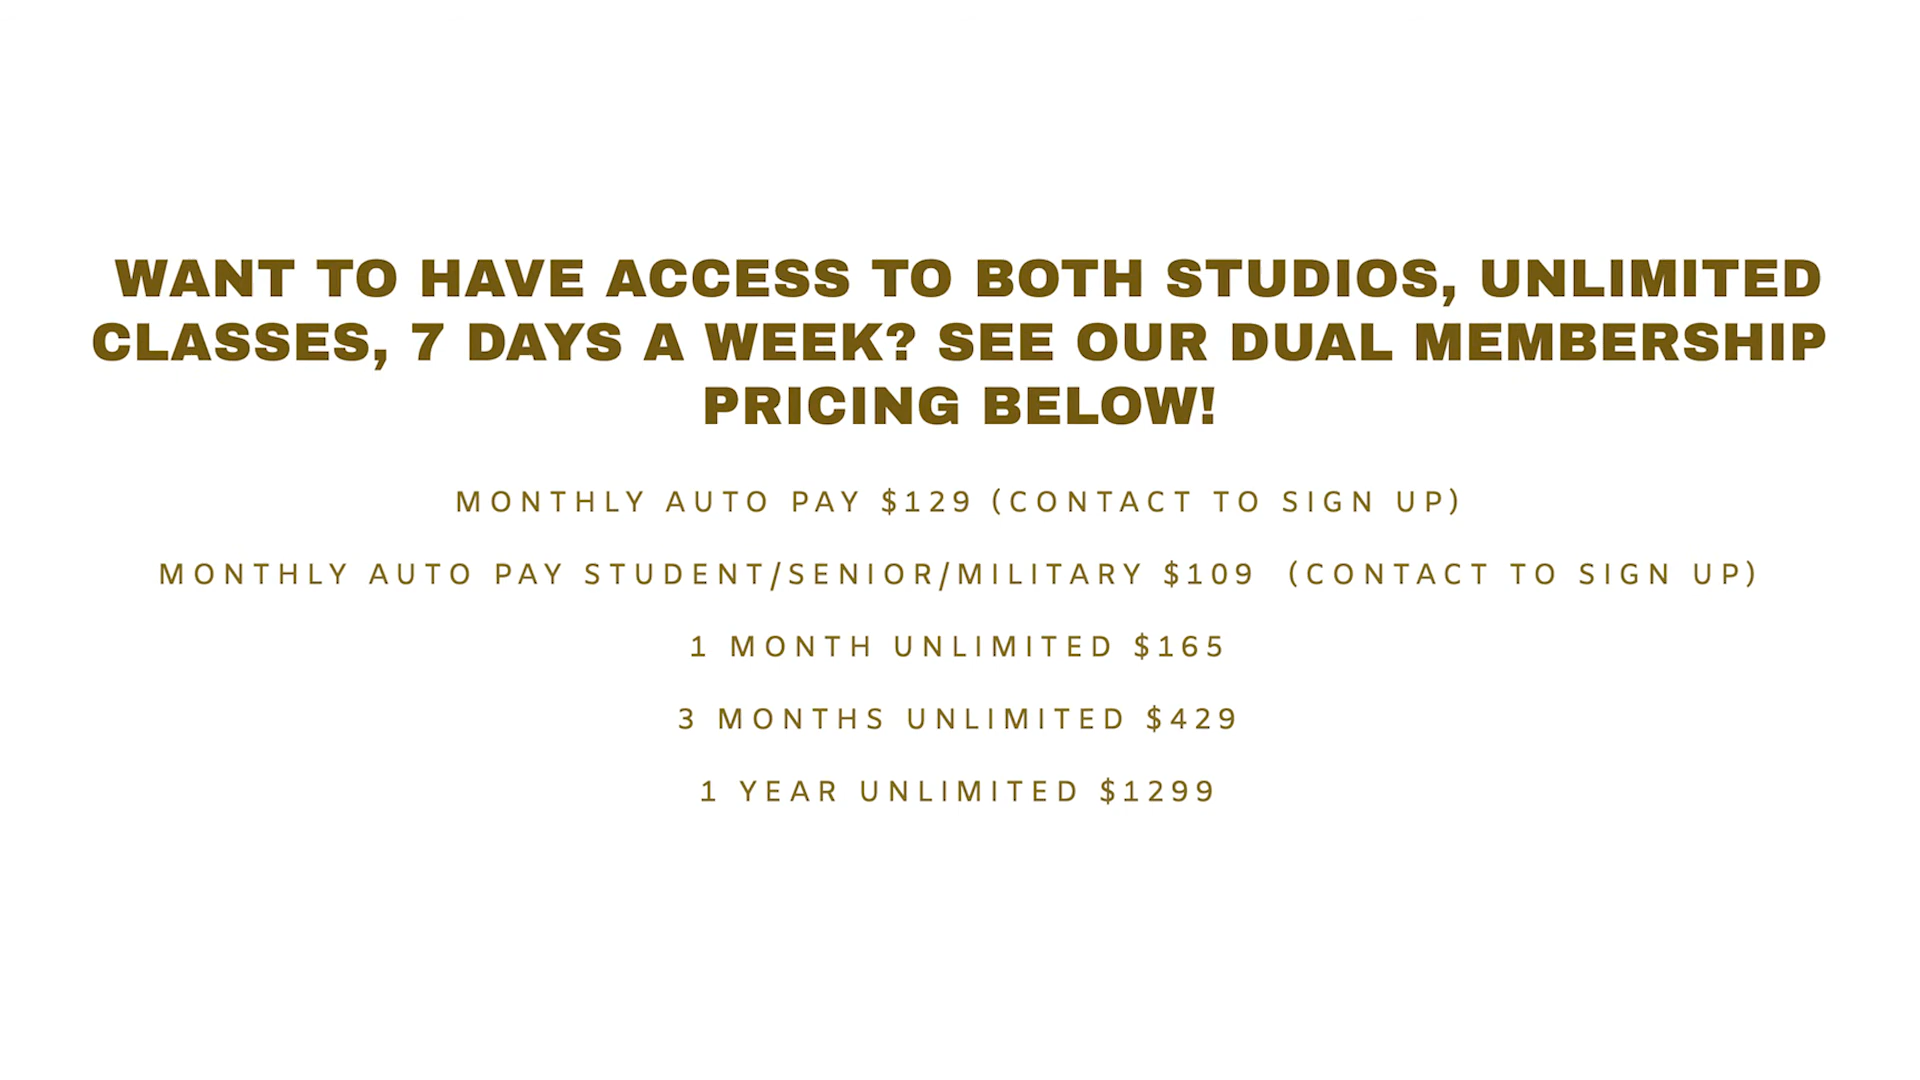 WANT TO HAVE ACCESS TO BOTH STUDIOS, UNLIMITED
CLASSES, 7 DAYS A WEEK? SEE OUR DUAL MEMBERSHIP
PRICING BELOW!
MONTHLY AUTO PAY $129 (CONTACT TO SIGN UP)
MONTHLY AUTO PAY STUDENT/SENIOR/MILITARY $109 (CONTACT TO SIGN UP)
1 MONTH UNLIMITED $165
3 MONTHS UNLIMITED $429
1 YEAR UNLIMITED $1299